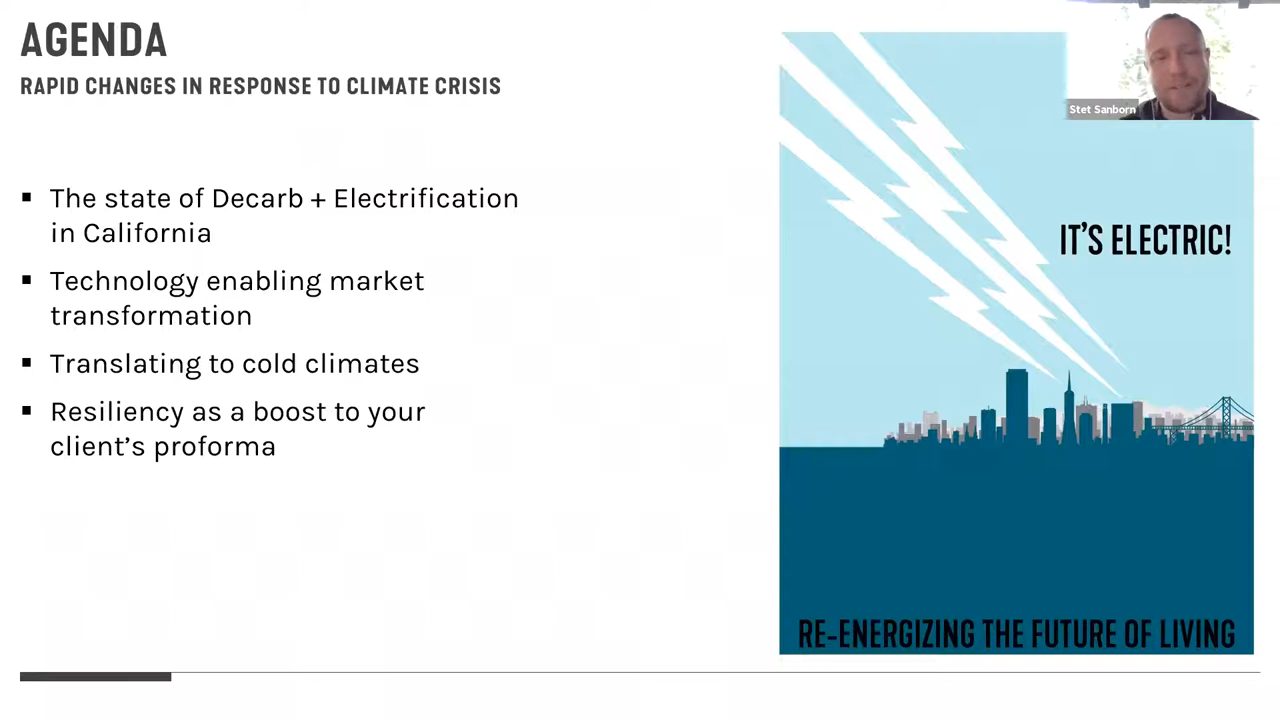 AGENDA
RAPID CHANGES IN RESPONSE TO CLIMATE CRISIS
▪ The state of Decarb + Electrification
in California
▪ Technology enabling market
transformation
▪ Translating to cold climates
▪ Resiliency as a boost to your
client's proforma
Stet Sanborn
IT'S ELECTRIC!
RE-ENERGIZING THE FUTURE OF LIVING